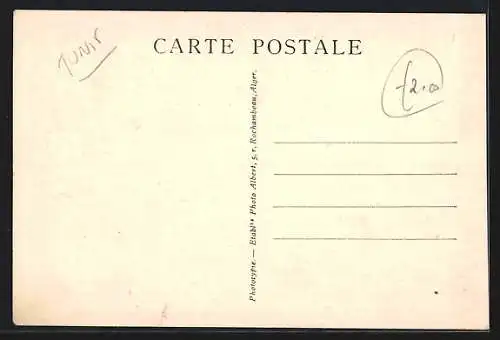 TUNIS
CARTE POSTALE
Phototypie. — Etabl.ts Photo Albert, 5, r. Rochambeau, Alger.